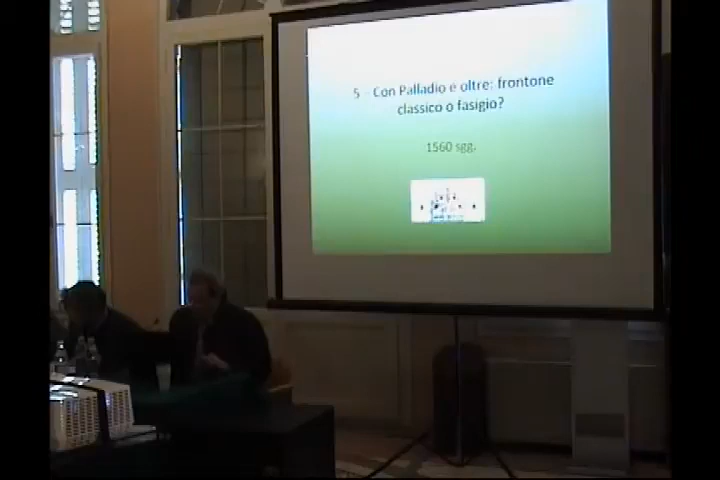 5 – Con Palladio e oltre: frontone
classico o fasigio?
1560 sgg.